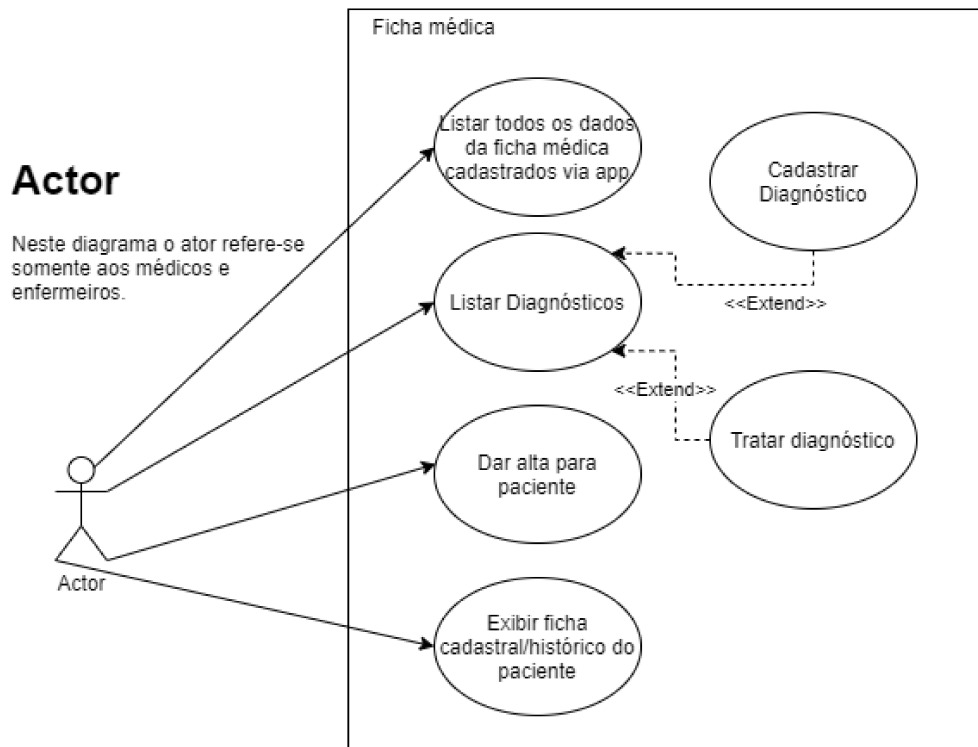 Ficha médica
Listar todos os dados
da ficha médica
cadastrados via app
Cadastrar
Diagnóstico
Actor
Neste diagrama o ator refere-se
somente aos médicos e
enfermeiros.
Listar Diagnósticos
<<Extend>>
<<Extend>>
Dar alta para
paciente
Tratar diagnóstico
Actor
Exibir ficha
cadastral/histórico do
paciente